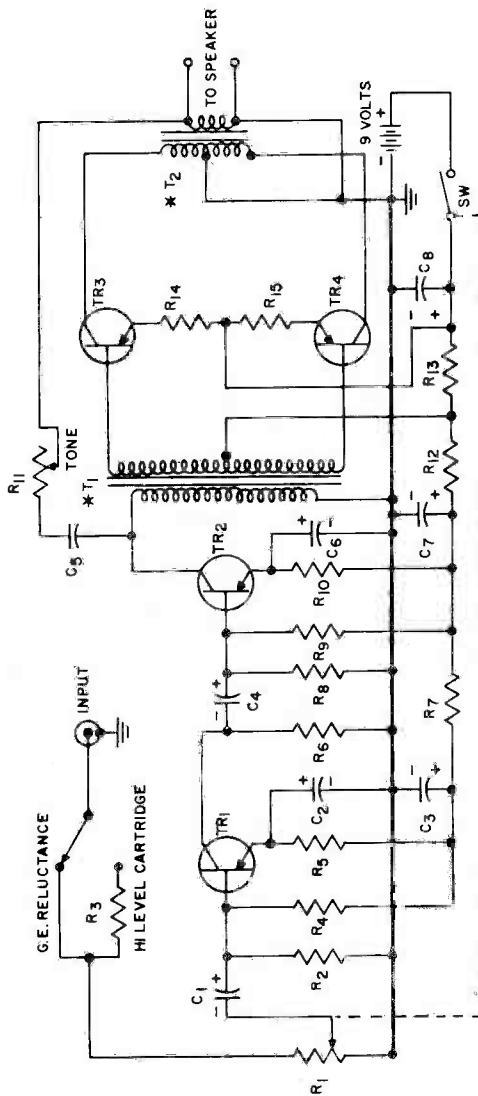 G.E. RELUCTANCE
INPUT
R3
HI LEVEL CARTRIDGE
R1
C1
R2
R4
TR1
R5
C2
C3
R6
C4
R7
R8
R9
TR2
R10
C6
C7
C5
R11
TONE
*T1
R12
R13
TR3
R14
R15
TR4
C8
*T2
TO SPEAKER
9 VOLTS
SW
- + - + + - - + + - - + - + - +